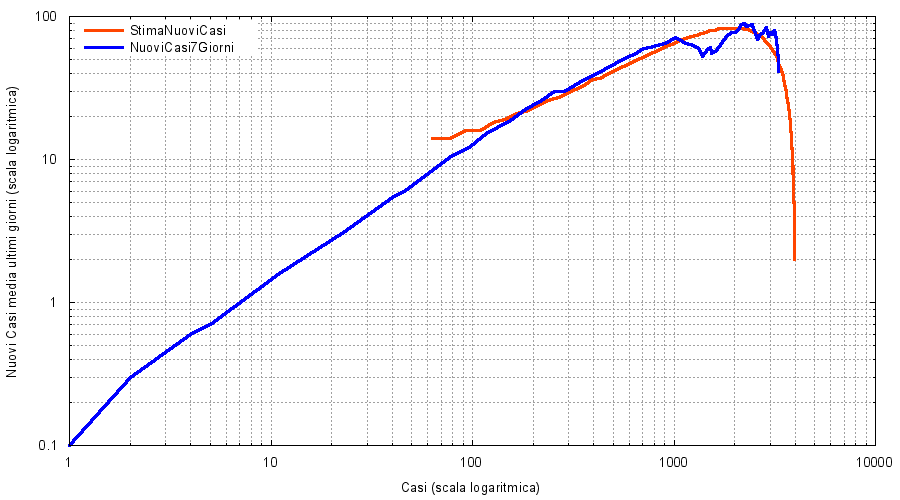 100
StimaNuoviCasi
NuoviCasi7Giorni
10
1
0.1
Nuovi Casi media ultimi giorni (scala logaritmica)
1
10
100
1000
10000
Casi (scala logaritmica)